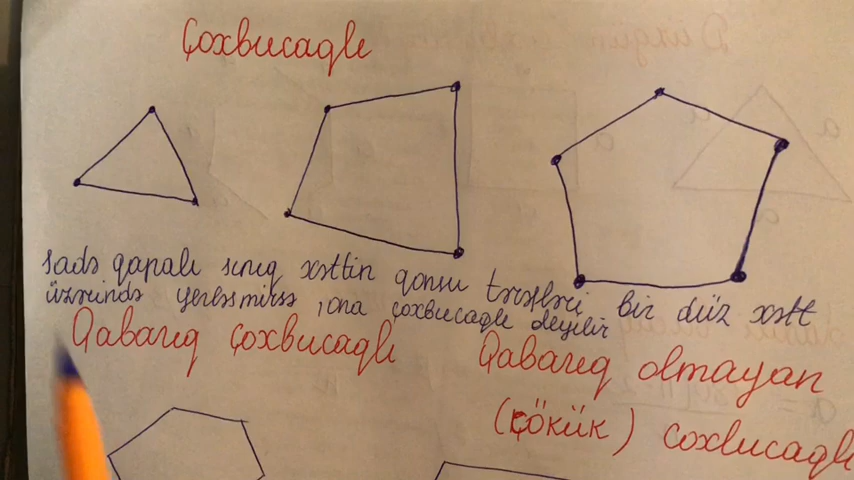 Çoxbucaqlı
sadə qapalı sınıq xəttin qonşu tərəfləri bir düz xətt
üzərində yerləşmirsə, ona çoxbucaqlı deyilir
Qabarıq çoxbucaqlı
Qabarıq olmayan
(çökük) çoxbucaqlı